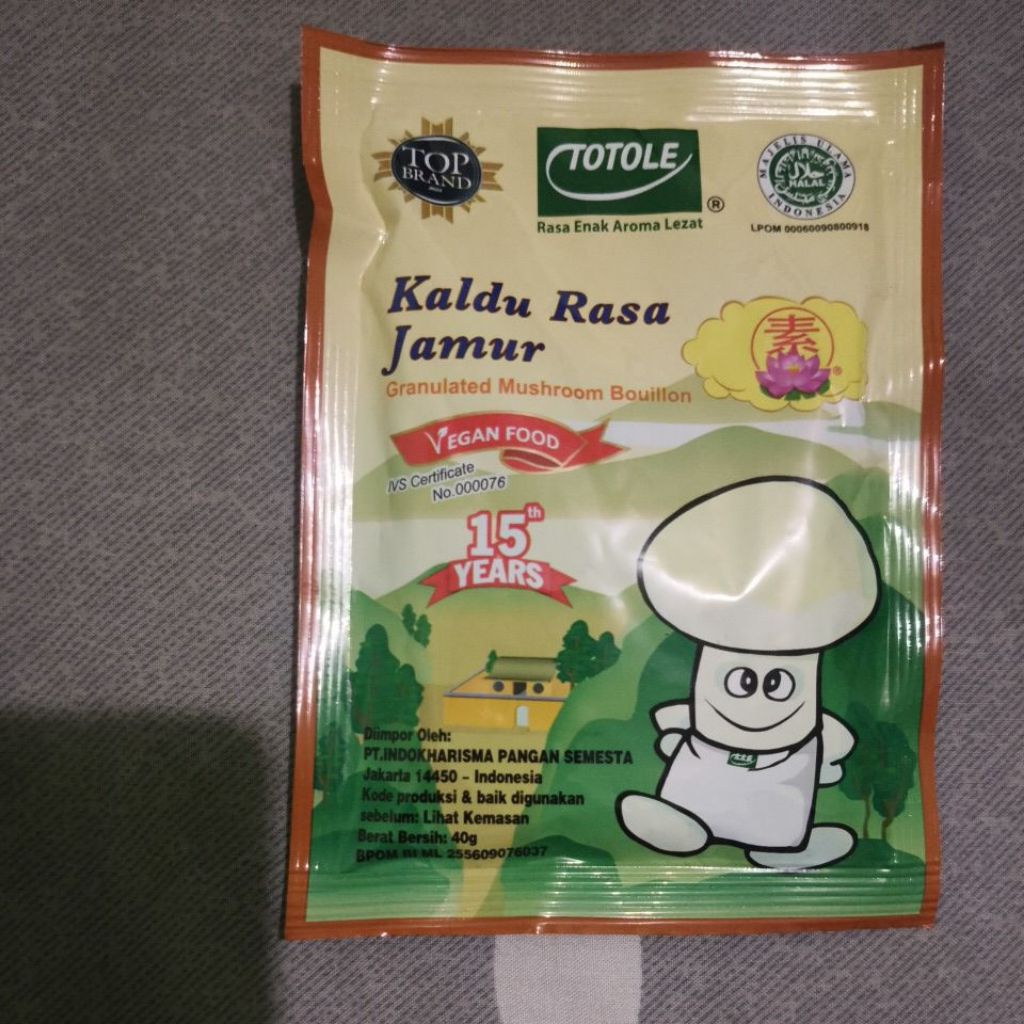 TOP
BRAND
TOTOLE
®
Rasa Enak Aroma Lezat
MAJELIS ULAMA
INDONESIA
حلال
HALAL
LPOM 00060090800918
Kaldu Rasa
Jamur
素
®
Granulated Mushroom Bouillon
VEGAN FOOD
IVS Certificate
No.000076
15th
YEARS
Diimpor Oleh:
PT.INDOKHARISMA PANGAN SEMESTA
Jakarta 14450 – Indonesia
Kode produksi & baik digunakan
sebelum: Lihat Kemasan
Berat Bersih: 40g
BPOM RI ML 255609076037